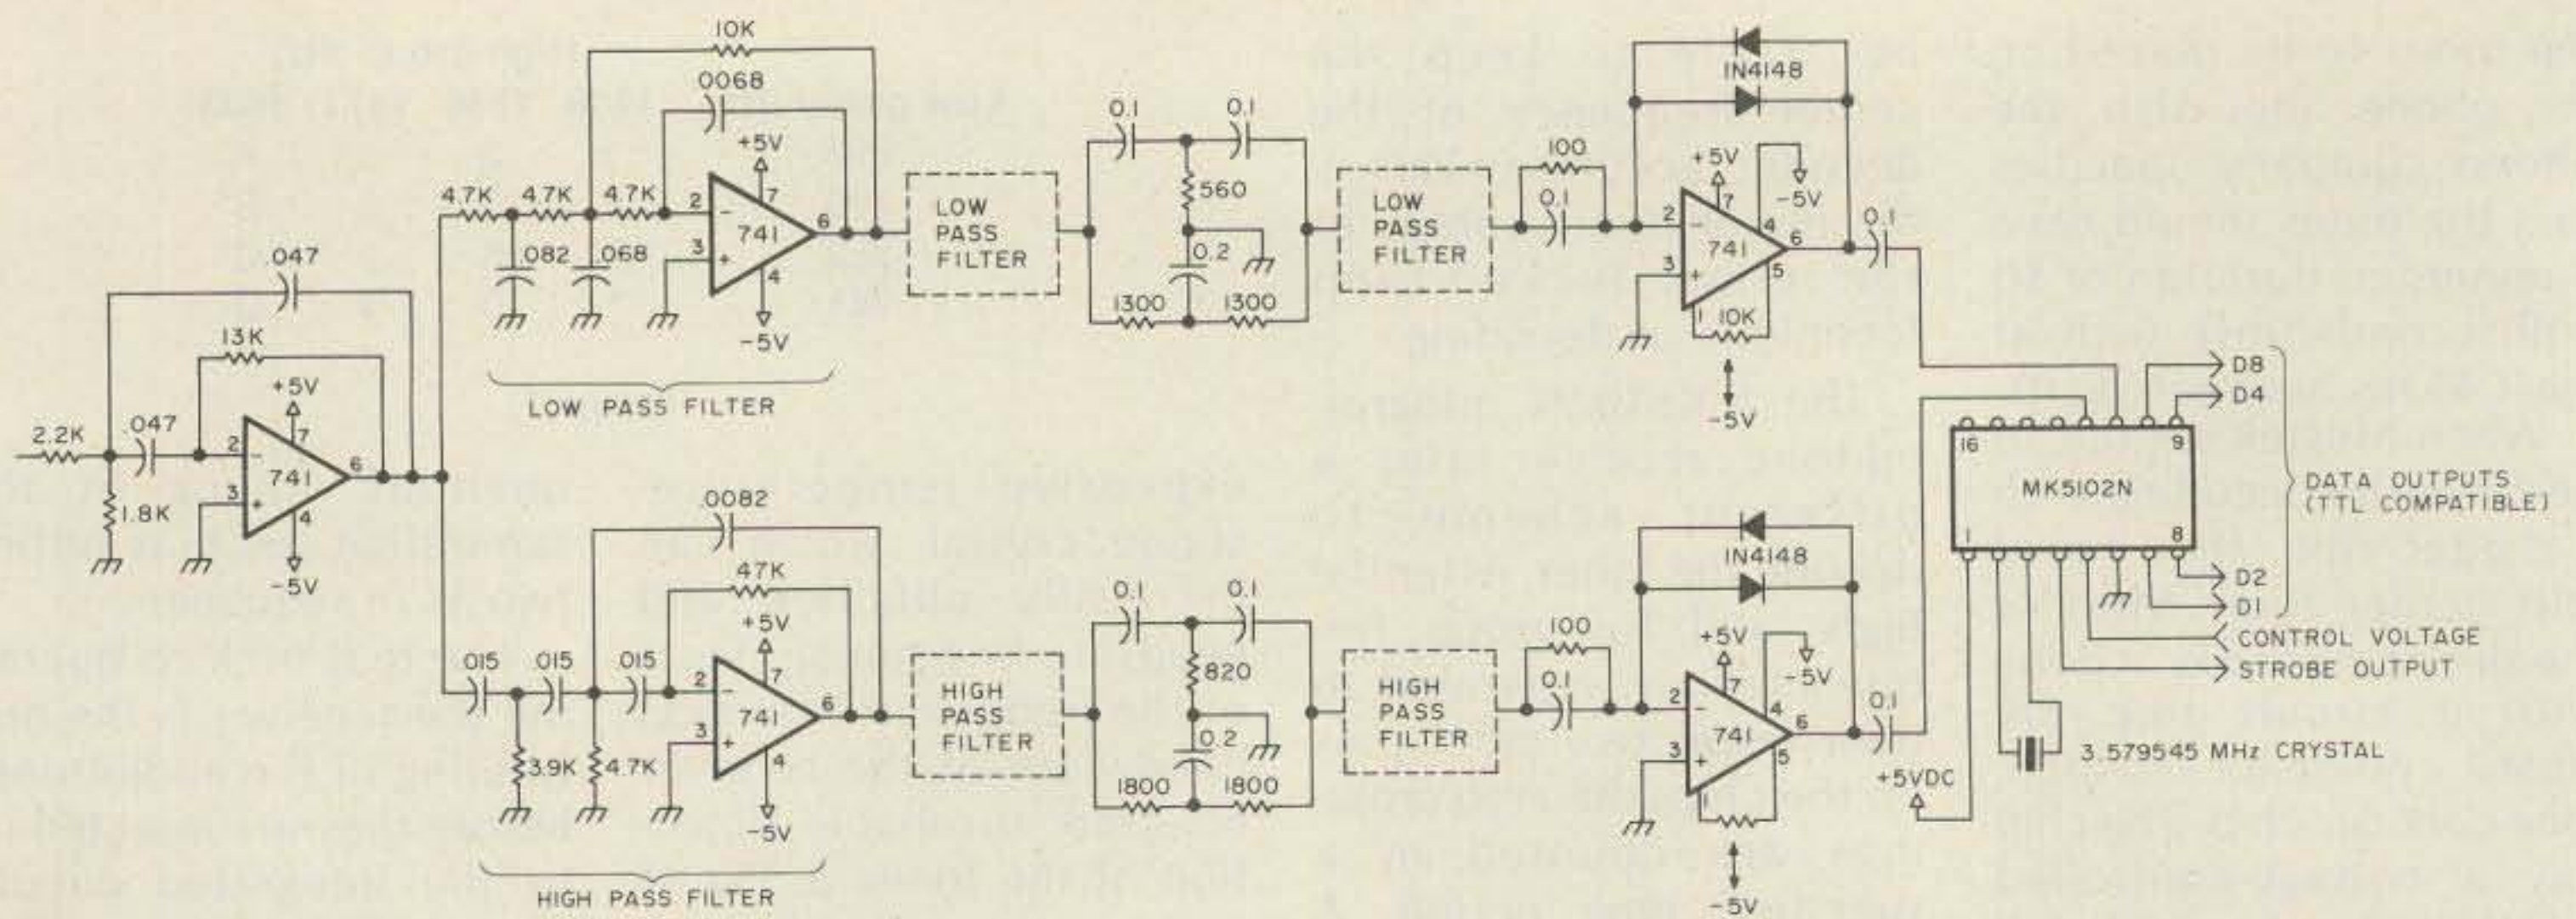 10K
.0068
+5V
4.7K
4.7K
4.7K
2
7
741
6
3
4
.082
.068
-5V
LOW PASS FILTER
.047
13K
+5V
2.2K
.047
2
7
741
6
3
4
1.8K
-5V
LOW
PASS
FILTER
0.1
0.1
560
0.2
1300
1300
LOW
PASS
FILTER
100
0.1
1N4148
+5V
-5V
2
7
4
741
6
3
5
1
10K
-5V
0.1
.0082
47K
+5V
.015
.015
.015
2
7
741
6
3
4
3.9K
4.7K
-5V
HIGH PASS FILTER
HIGH
PASS
FILTER
0.1
0.1
820
0.2
1800
1800
HIGH
PASS
FILTER
100
0.1
1N4148
+5V
-5V
2
7
4
741
6
3
5
1
-5V
0.1
16
9
MK5102N
1
8
D8
D4
DATA OUTPUTS
(TTL COMPATIBLE)
D2
D1
CONTROL VOLTAGE
STROBE OUTPUT
3.579545 MHz CRYSTAL
+5VDC